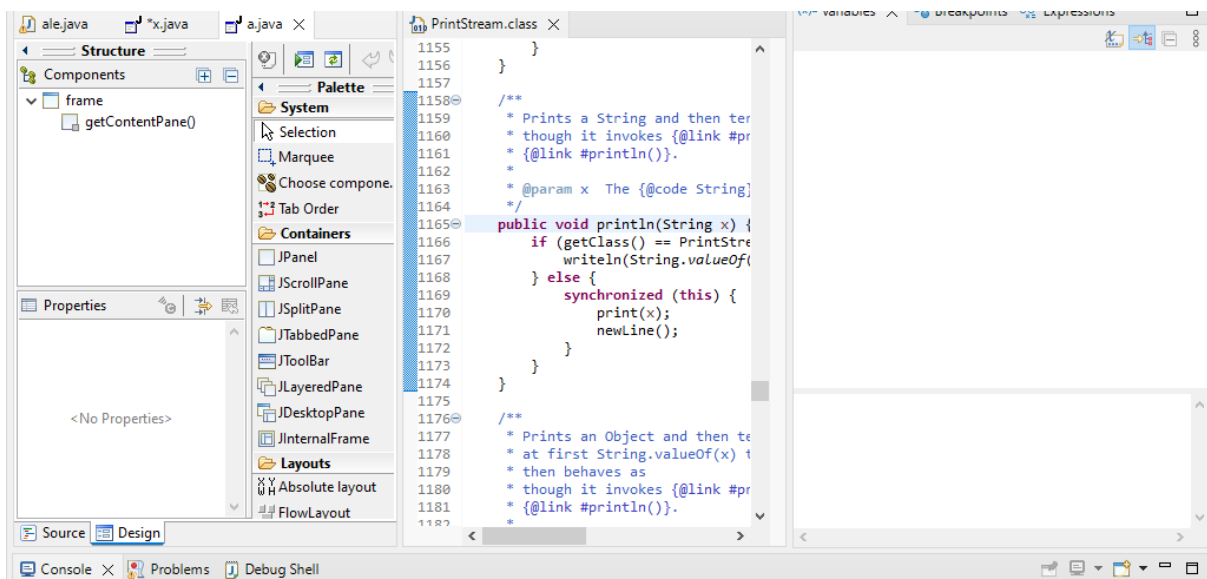 ale.java
*x.java
a.java
Structure
Components
frame
getContentPane()
Properties
<No Properties>
Source
Design
Palette
System
Selection
Marquee
Choose compone.
Tab Order
Containers
JPanel
JScrollPane
JSplitPane
JTabbedPane
JToolBar
JLayeredPane
JDesktopPane
JInternalFrame
Layouts
Absolute layout
FlowLayout
PrintStream.class
1155 }
1156 }
1157
1158 /**
1159 * Prints a String and then ter
1160 * though it invokes {@link #pr
1161 * {@link #println()}.
1162 *
1163 * @param x The {@code String}
1164 */
1165 public void println(String x) {
1166 if (getClass() == PrintStre
1167 writeln(String.valueOf(
1168 } else {
1169 synchronized (this) {
1170 print(x);
1171 newLine();
1172 }
1173 }
1174 }
1175
1176 /**
1177 * Prints an Object and then te
1178 * at first String.valueOf(x) t
1179 * then behaves as
1180 * though it invokes {@link #pr
1181 * {@link #println()}.
1182 *
(x)= Variables
Breakpoints
Expressions
Console
Problems
Debug Shell